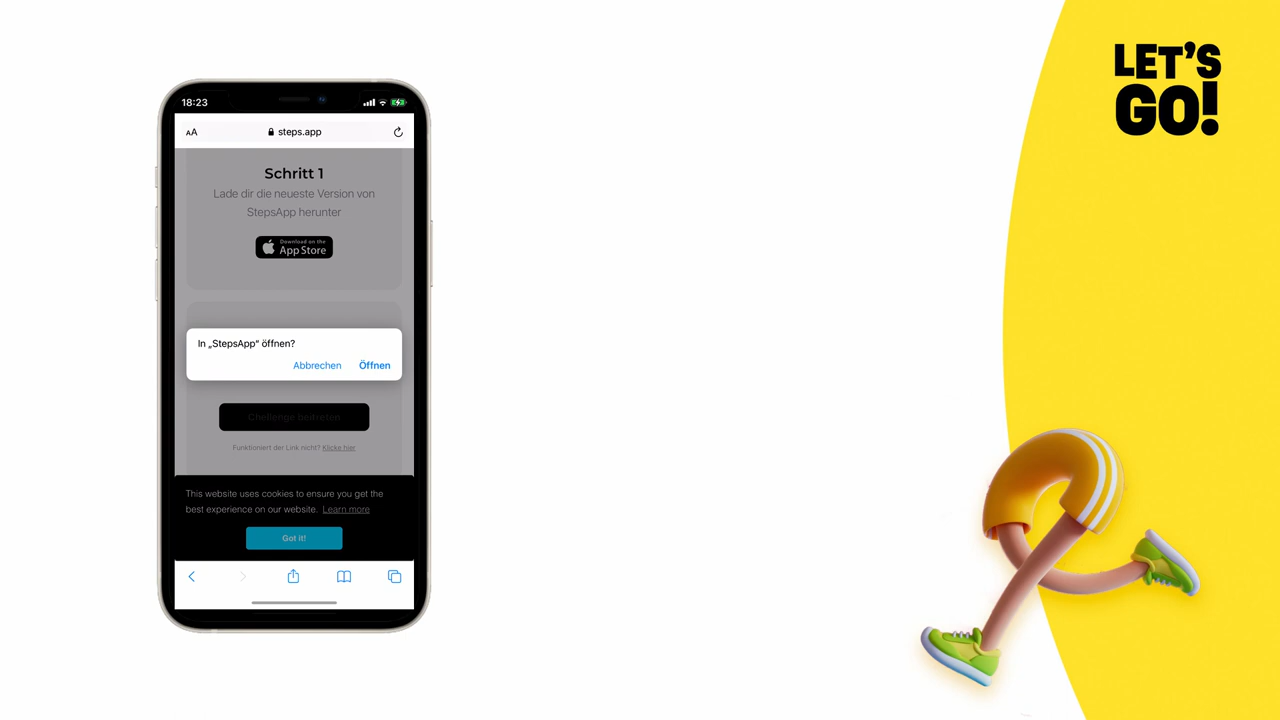 18:23
AA
steps.app
Schritt 1
Lade dir die neueste Version von
StepsApp herunter
Download on the
App Store
In „StepsApp“ öffnen?
Abbrechen
Öffnen
Challenge beitreten
Funktioniert der Link nicht? Klicke hier
This website uses cookies to ensure you get the
best experience on our website. Learn more
Got it!
LET'S
GO!